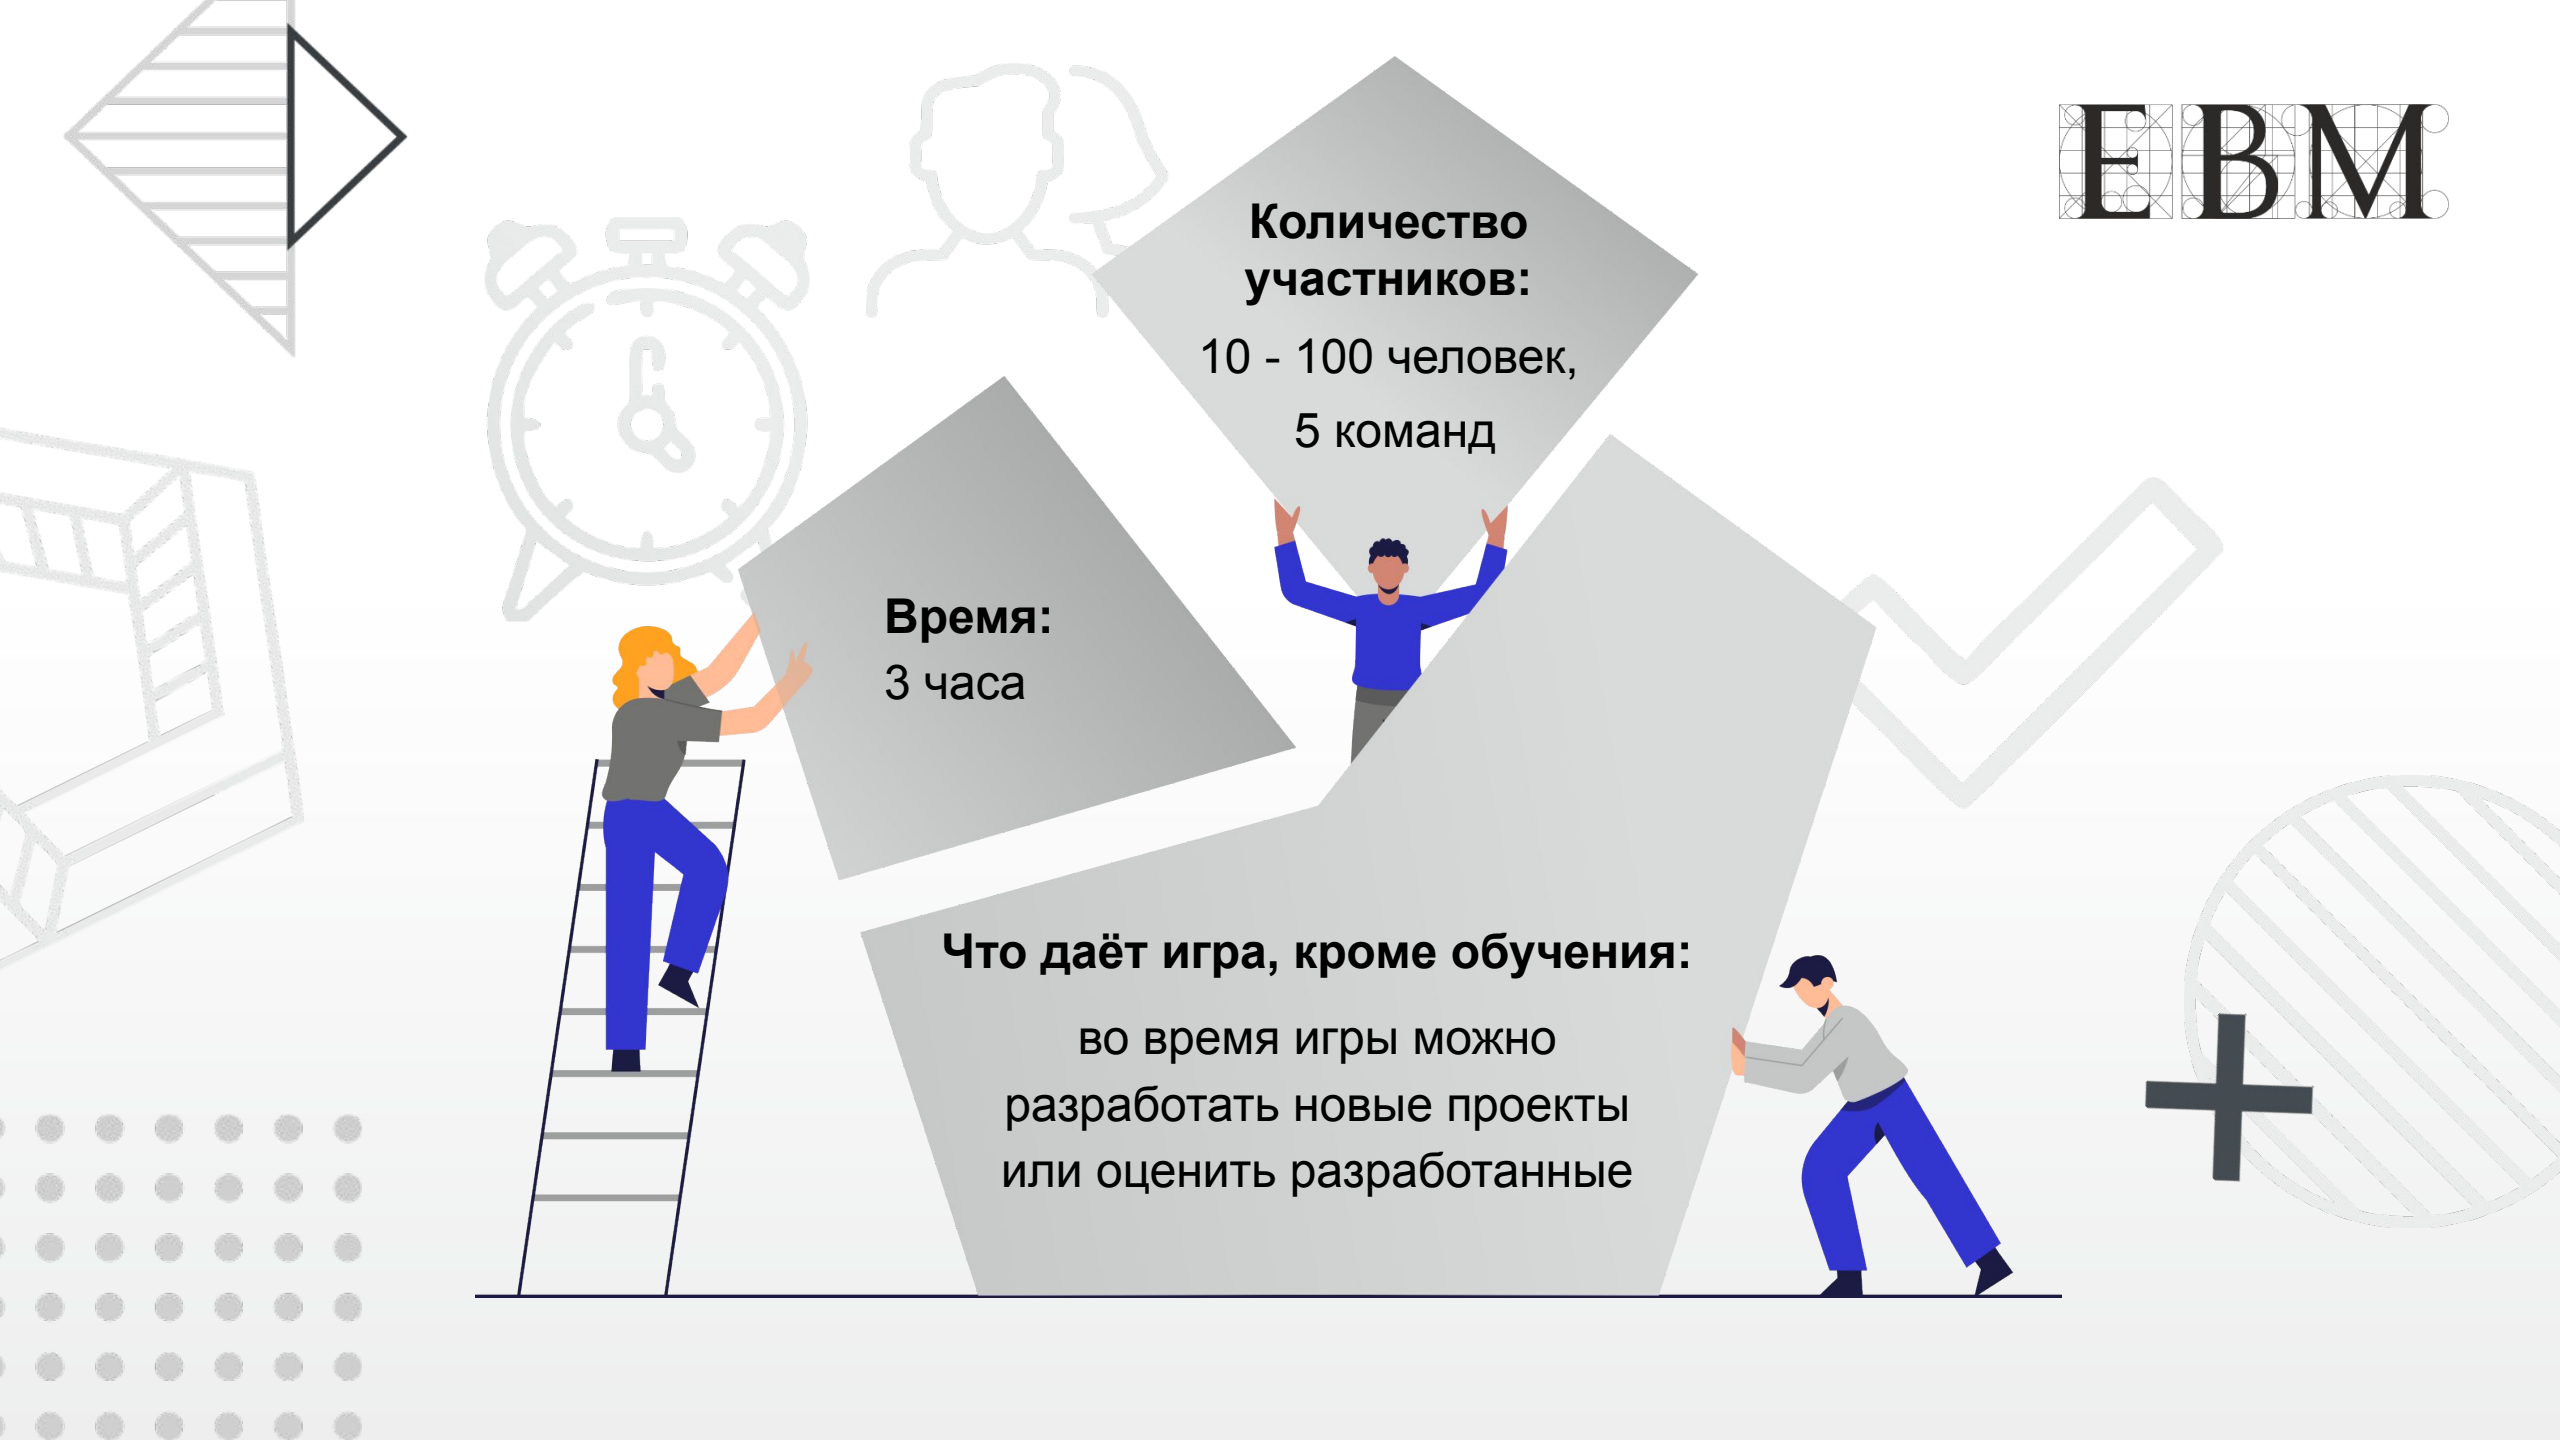 EBM
Количество
участников:
10 - 100 человек,
5 команд
Время:
3 часа
Что даёт игра, кроме обучения:
во время игры можно
разработать новые проекты
или оценить разработанные